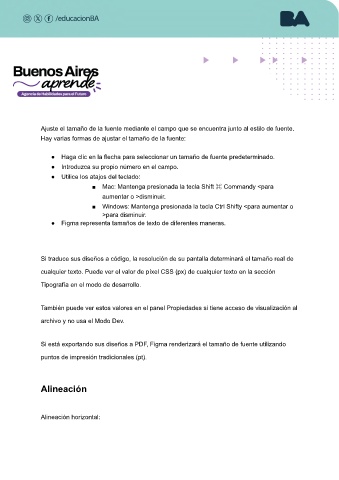 /educacionBA
BA
Buenos Aires
aprende
Agencia de Habilidades para el Futuro
Ajuste el tamaño de la fuente mediante el campo que se encuentra junto al estilo de fuente.
Hay varias formas de ajustar el tamaño de la fuente:
● Haga clic en la flecha para seleccionar un tamaño de fuente predeterminado.
● Introduzca su propio número en el campo.
● Utilice los atajos del teclado:
■ Mac: Mantenga presionada la tecla Shift ⌘ Commandy <para
aumentar o >disminuir.
■ Windows: Mantenga presionada la tecla Ctrl Shifty <para aumentar o
>para disminuir.
● Figma representa tamaños de texto de diferentes maneras.
Si traduce sus diseños a código, la resolución de su pantalla determinará el tamaño real de
cualquier texto. Puede ver el valor de píxel CSS (px) de cualquier texto en la sección
Tipografía en el modo de desarrollo.
También puede ver estos valores en el panel Propiedades si tiene acceso de visualización al
archivo y no usa el Modo Dev.
Si está exportando sus diseños a PDF, Figma renderizará el tamaño de fuente utilizando
puntos de impresión tradicionales (pt).
Alineación
Alineación horizontal: